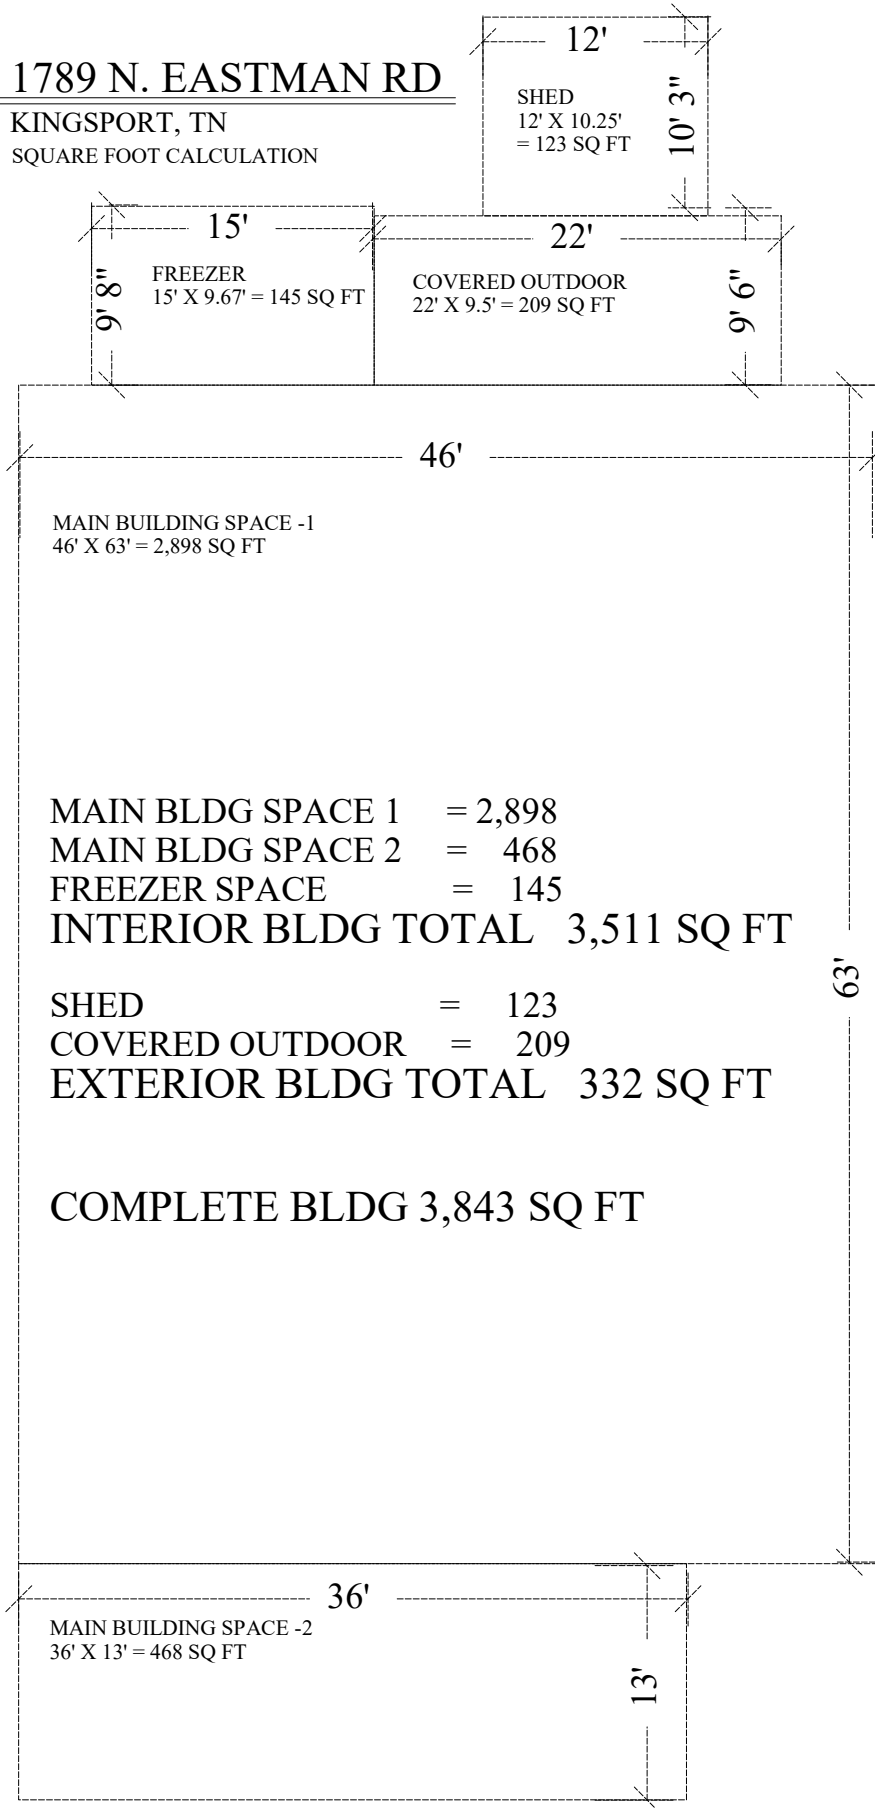 12'
1789 N. EASTMAN RD
KINGSPORT, TN
SQUARE FOOT CALCULATION
SHED
12' X 10.25'
= 123 SQ FT
10' 3"
15'
22'
FREEZER
15' X 9.67' = 145 SQ FT
9' 8"
COVERED OUTDOOR
22' X 9.5' = 209 SQ FT
9' 6"
46'
MAIN BUILDING SPACE -1
46' X 63' = 2,898 SQ FT
MAIN BLDG SPACE 1 = 2,898
MAIN BLDG SPACE 2 = 468
FREEZER SPACE = 145
INTERIOR BLDG TOTAL 3,511 SQ FT
63'
SHED = 123
COVERED OUTDOOR = 209
EXTERIOR BLDG TOTAL 332 SQ FT
COMPLETE BLDG 3,843 SQ FT
36'
MAIN BUILDING SPACE -2
36' X 13' = 468 SQ FT
13'